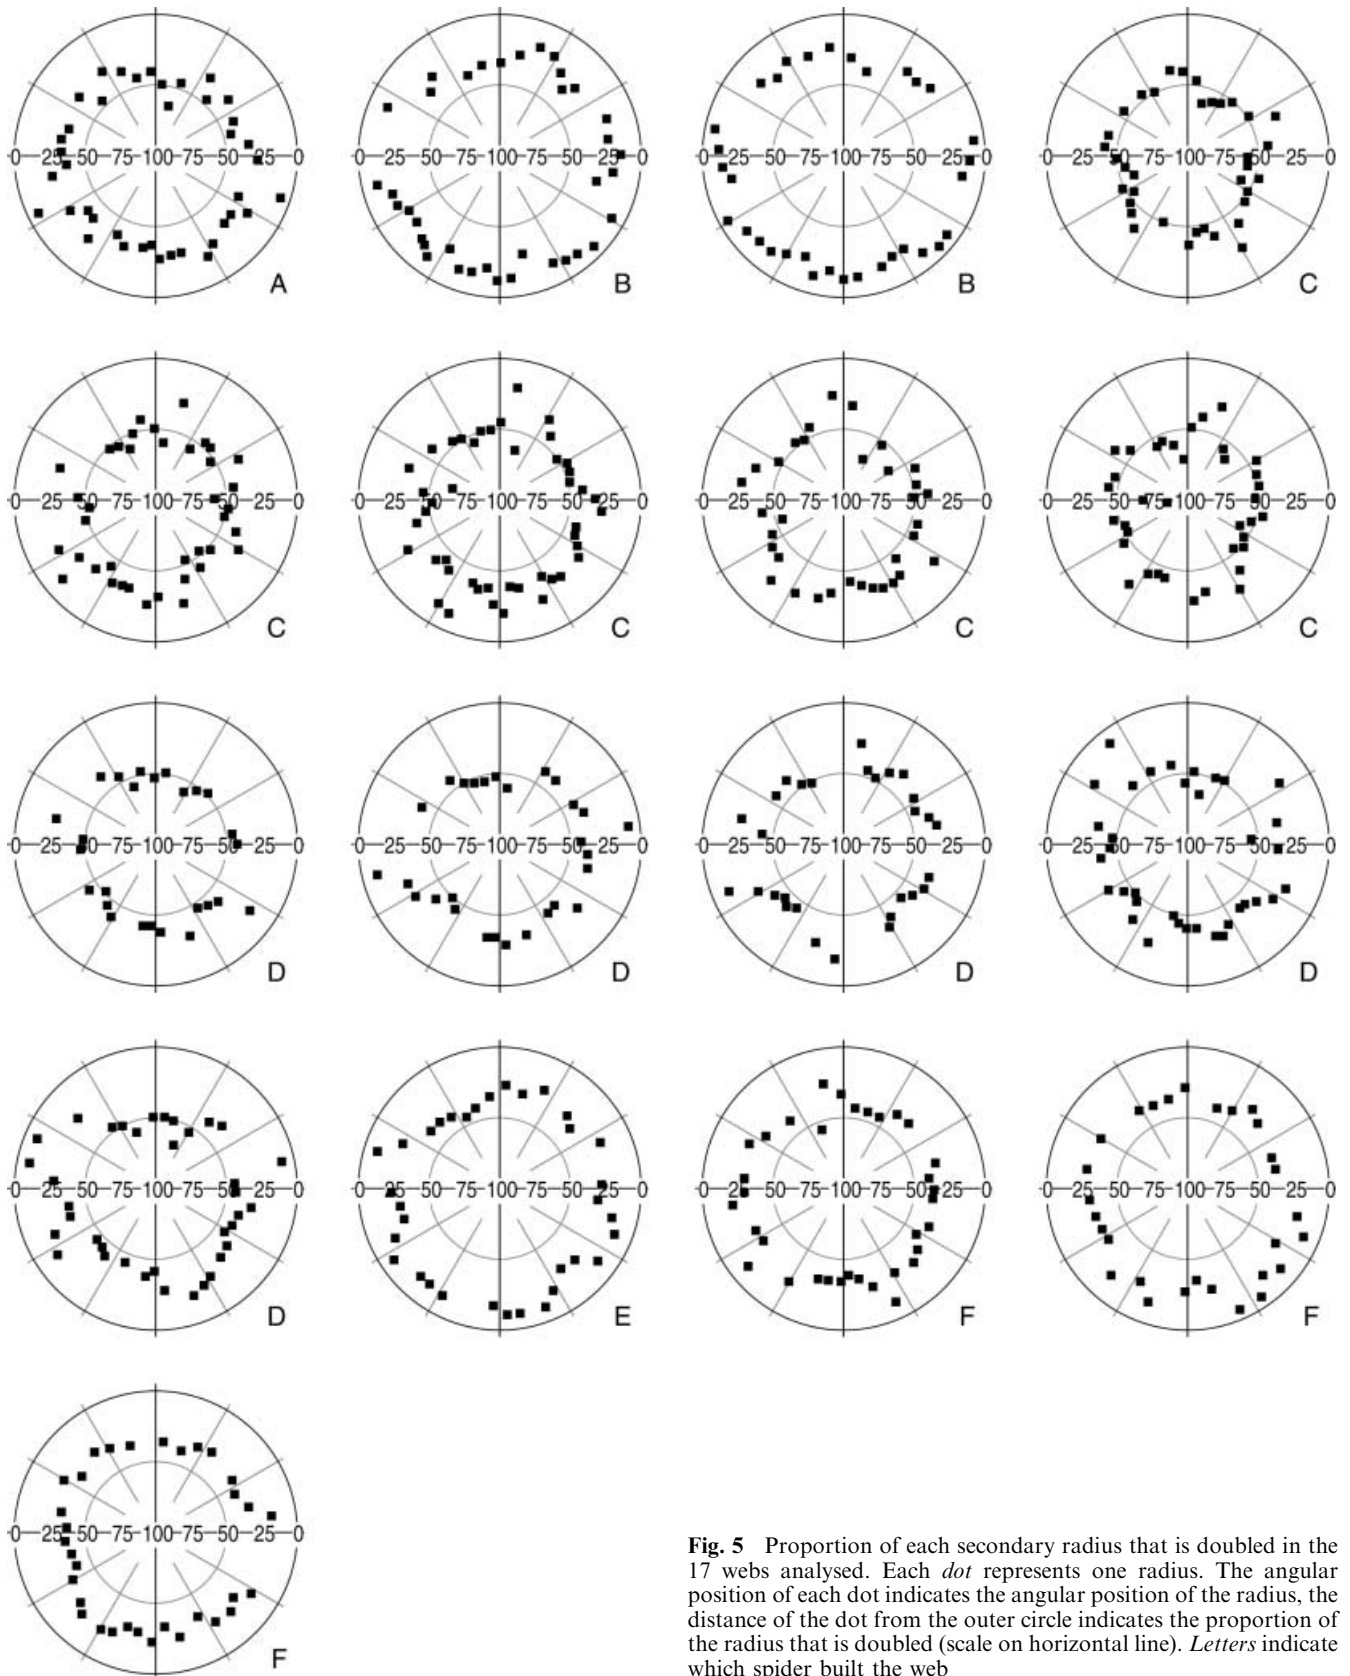 0 25 50 75 100 75 50 25 0
A
0 25 50 75 100 75 50 25 0
B
0 25 50 75 100 75 50 25 0
B
0 25 50 75 100 75 50 25 0
C
0 25 50 75 100 75 50 25 0
C
0 25 50 75 100 75 50 25 0
C
0 25 50 75 100 75 50 25 0
C
0 25 50 75 100 75 50 25 0
C
0 25 50 75 100 75 50 25 0
D
0 25 50 75 100 75 50 25 0
D
0 25 50 75 100 75 50 25 0
D
0 25 50 75 100 75 50 25 0
D
0 25 50 75 100 75 50 25 0
D
0 25 50 75 100 75 50 25 0
E
0 25 50 75 100 75 50 25 0
F
0 25 50 75 100 75 50 25 0
F
0 25 50 75 100 75 50 25 0
F
Fig. 5 Proportion of each secondary radius that is doubled in the
17 webs analysed. Each dot represents one radius. The angular
position of each dot indicates the angular position of the radius, the
distance of the dot from the outer circle indicates the proportion of
the radius that is doubled (scale on horizontal line). Letters indicate
which spider built the web